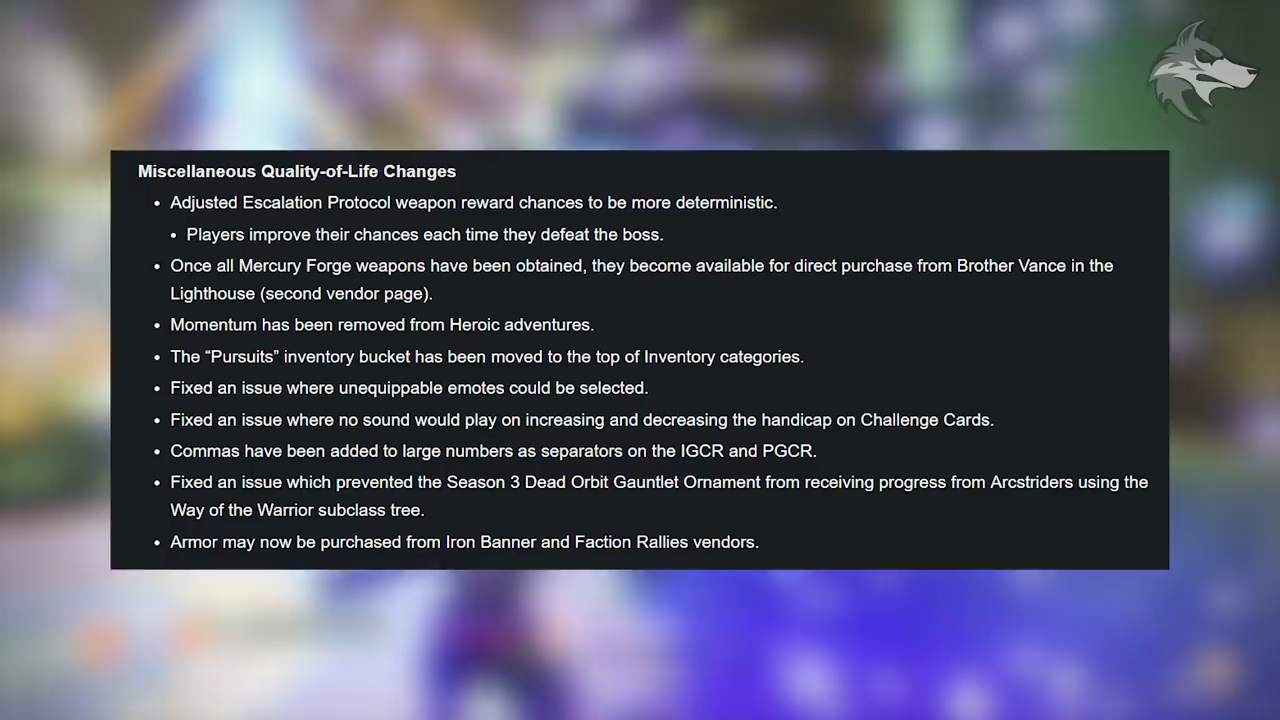 Miscellaneous Quality-of-Life Changes
• Adjusted Escalation Protocol weapon reward chances to be more deterministic.
• Players improve their chances each time they defeat the boss.
• Once all Mercury Forge weapons have been obtained, they become available for direct purchase from Brother Vance in the
Lighthouse (second vendor page).
• Momentum has been removed from Heroic adventures.
• The “Pursuits” inventory bucket has been moved to the top of Inventory categories.
• Fixed an issue where unequippable emotes could be selected.
• Fixed an issue where no sound would play on increasing and decreasing the handicap on Challenge Cards.
• Commas have been added to large numbers as separators on the IGCR and PGCR.
• Fixed an issue which prevented the Season 3 Dead Orbit Gauntlet Ornament from receiving progress from Arcstriders using the
Way of the Warrior subclass tree.
• Armor may now be purchased from Iron Banner and Faction Rallies vendors.